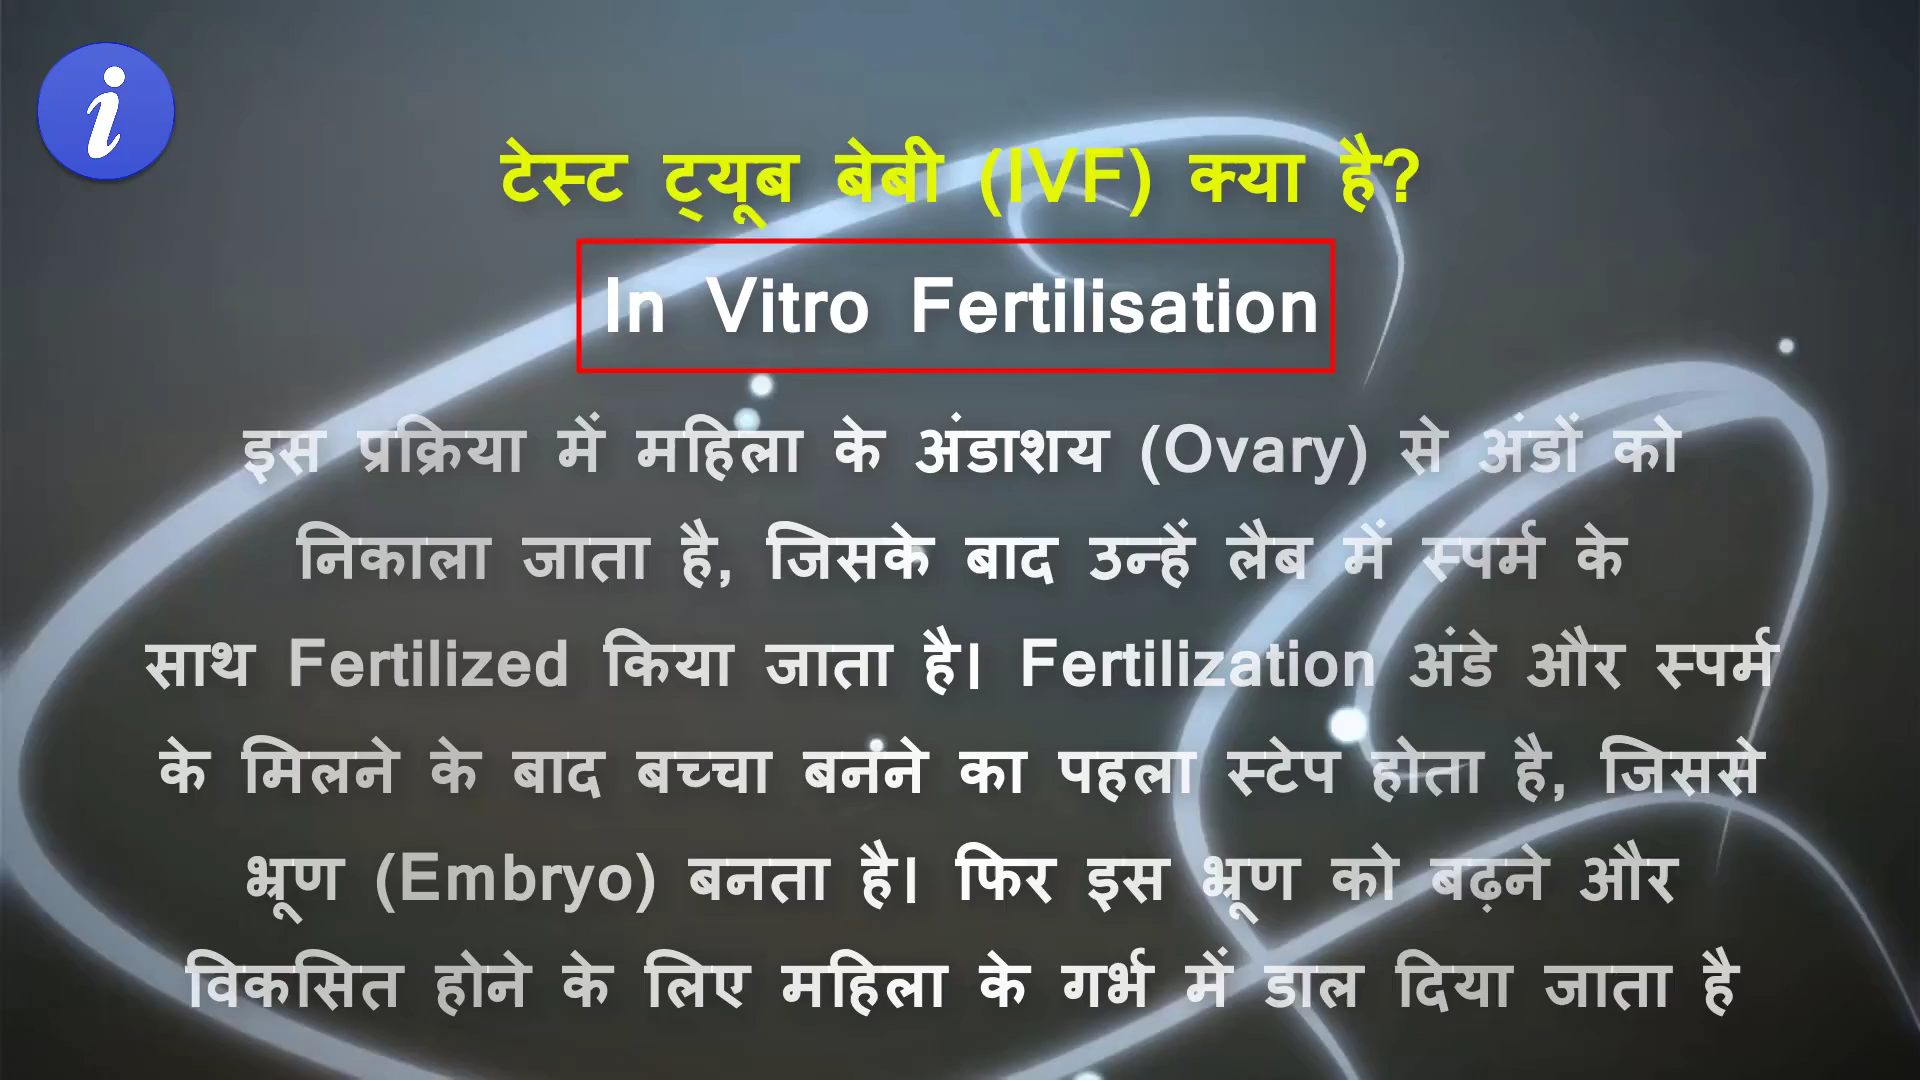 i
टेस्ट ट्यूब बेबी (IVF) क्या है?
In Vitro Fertilisation
इस प्रक्रिया में महिला के अंडाशय (Ovary) से अंडों को
निकाला जाता है, जिसके बाद उन्हें लैब में स्पर्म के
साथ Fertilized किया जाता है। Fertilization अंडे और स्पर्म
के मिलने के बाद बच्चा बनने का पहला स्टेप होता है, जिससे
भ्रूण (Embryo) बनता है। फिर इस भ्रूण को बढ़ने और
विकसित होने के लिए महिला के गर्भ में डाल दिया जाता है